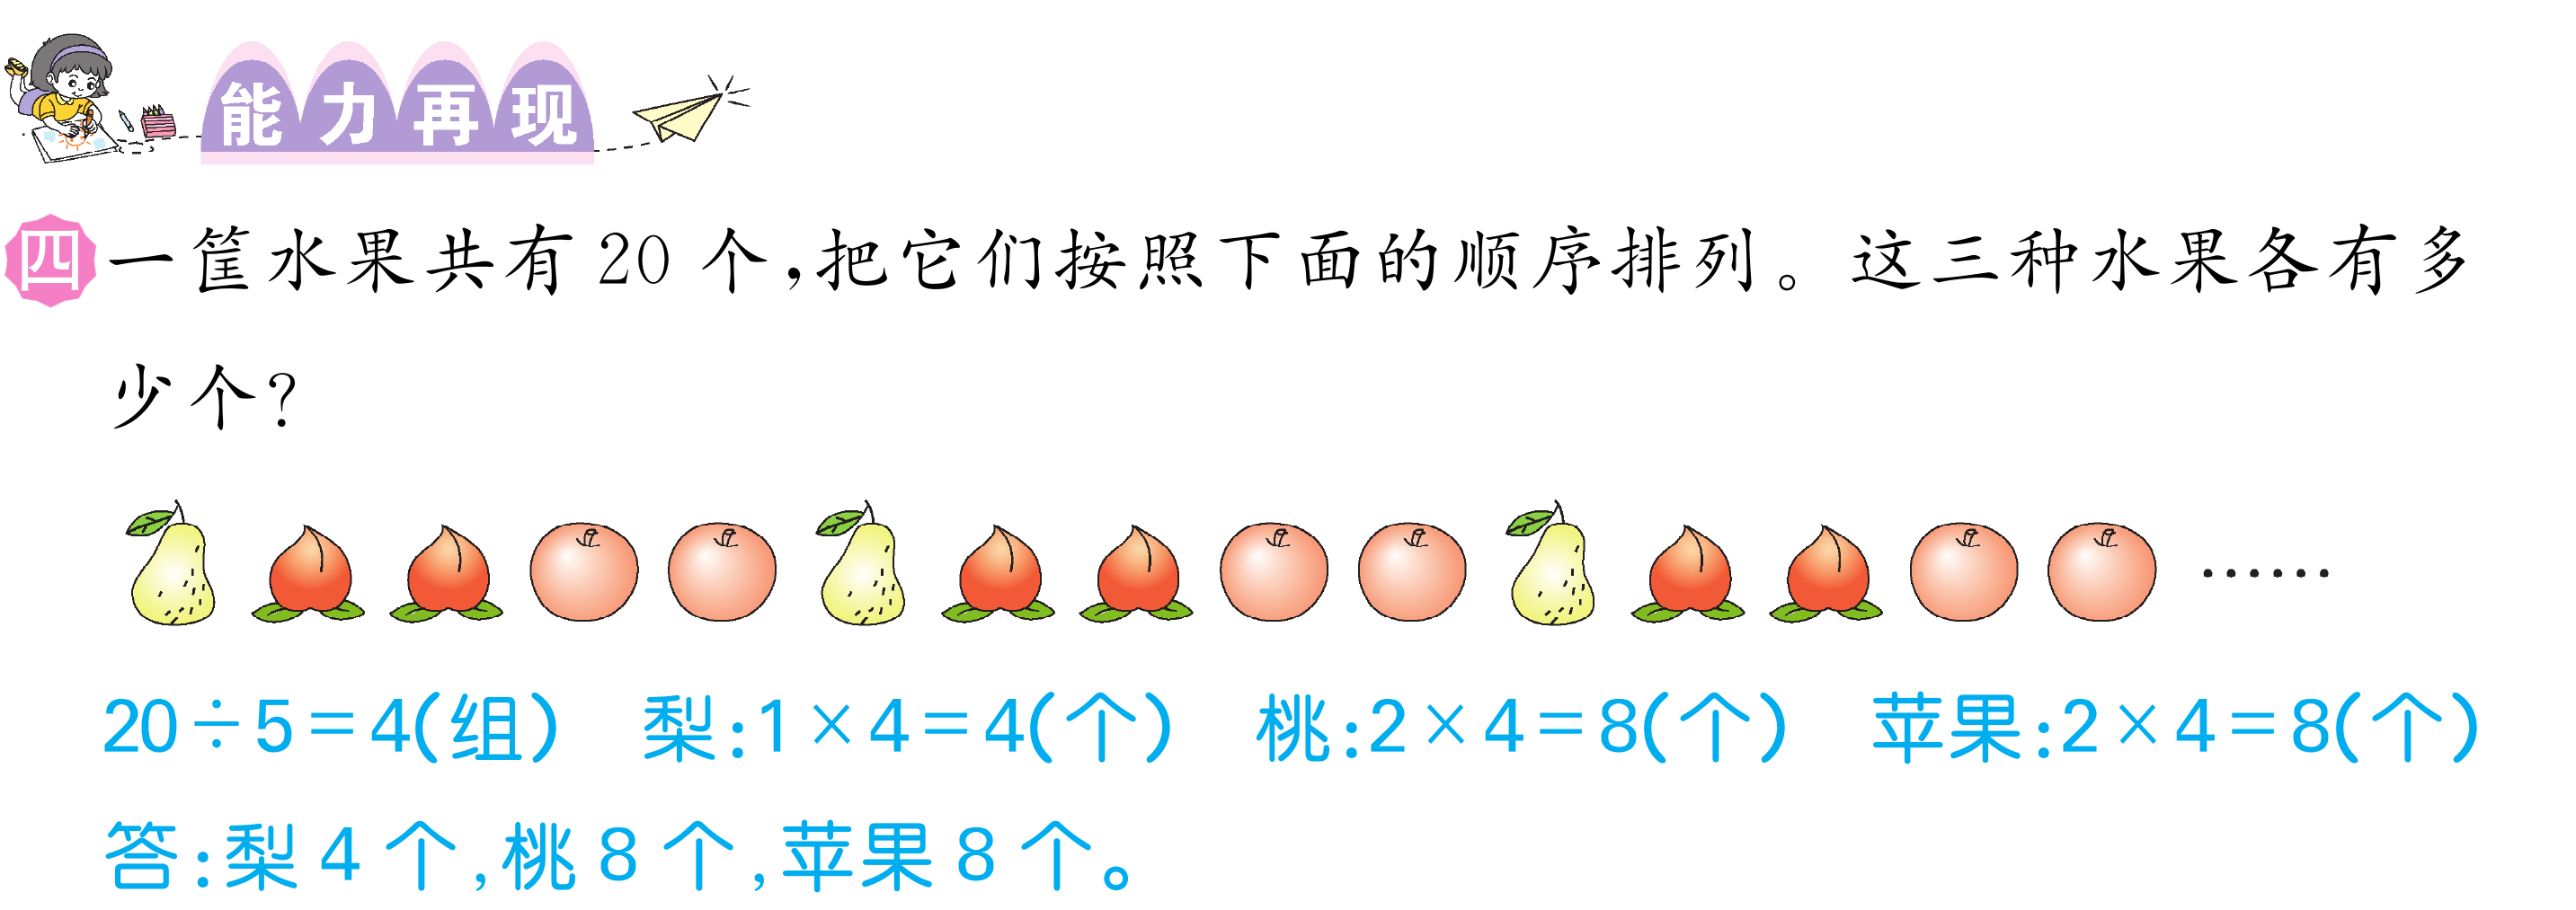 能力再现
四 一筐水果共有 20 个,把它们按照下面的顺序排列。这三种水果各有多
少个?
……
20÷5=4(组) 梨:1×4=4(个) 桃:2×4=8(个) 苹果:2×4=8(个)
答:梨 4 个,桃 8 个,苹果 8 个。